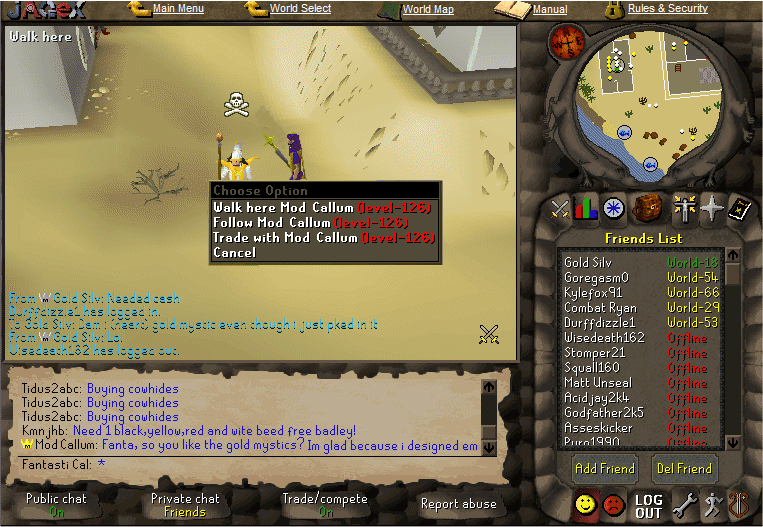 JAGeX Main Menu World Select World Map Manual Rules & Security
Walk here
Choose Option
Walk here Mod Callum (level-126)
Follow Mod Callum (level-126)
Trade with Mod Callum (level-126)
Cancel
From Gold Silv: Needed cash
Durffdizzle1 has logged in.
To Gold Silv: Dam i (heart) gold mystic even though i just pked in it
From Gold Silv: Lol
Wisedeath162 has logged out.
Tidus2abc: Buying cowhides
Tidus2abc: Buying cowhides
Tidus2abc: Buying cowhides
Kmn jhb: Need 1 black,yellow,red and wite beed free badley!
Mod Callum: Fanta, so you like the gold mystics? Im glad because i designed em
Fantasti Cal: *
Public chat
On
Private chat
Friends
Trade/compete
On
Report abuse
Friends List
Gold Silv World-18
Goregasm0 World-54
Kylefox91 World-66
Combat Ryan World-29
Durffdizzle1 World-53
Wisedeath162 Offline
Stomper21 Offline
Squall160 Offline
Matt Unseal Offline
Acidjay2k4 Offline
Godfather2k5 Offline
Asseskicker Offline
Puro1990 Offline
Add Friend Del Friend
LOG
OUT